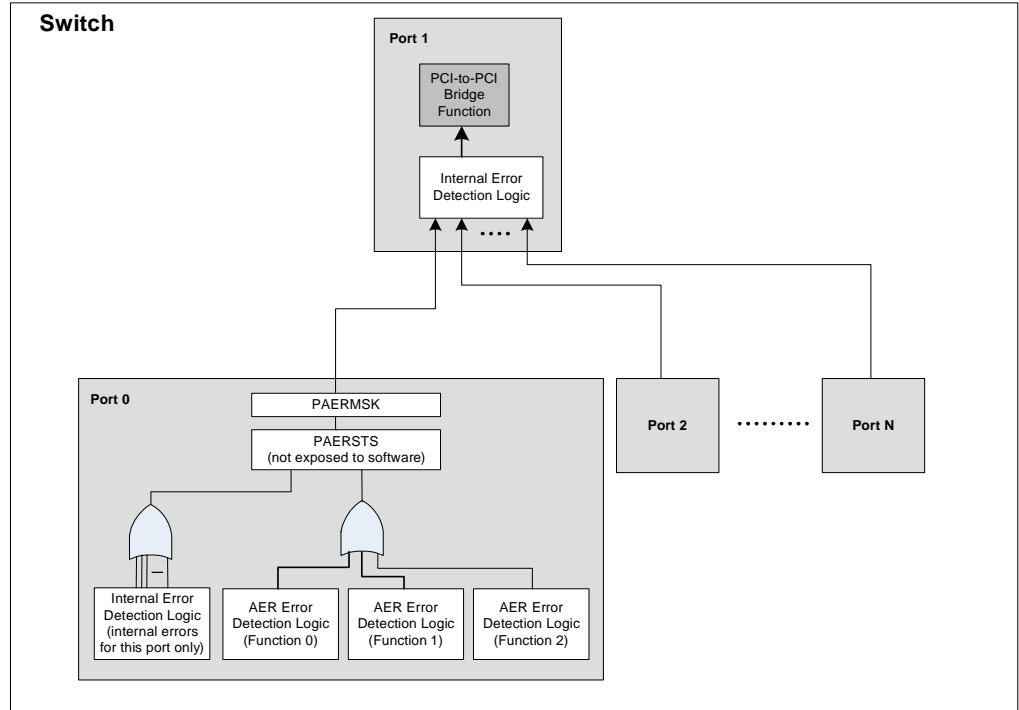 Switch
Port 1
PCI-to-PCI
Bridge
Function
Internal Error
Detection Logic
Port 0
PAERMSK
PAERSTS
(not exposed to software)
Internal Error
Detection Logic
(internal errors
for this port only)
AER Error
Detection Logic
(Function 0)
AER Error
Detection Logic
(Function 1)
AER Error
Detection Logic
(Function 2)
Port 2
Port N